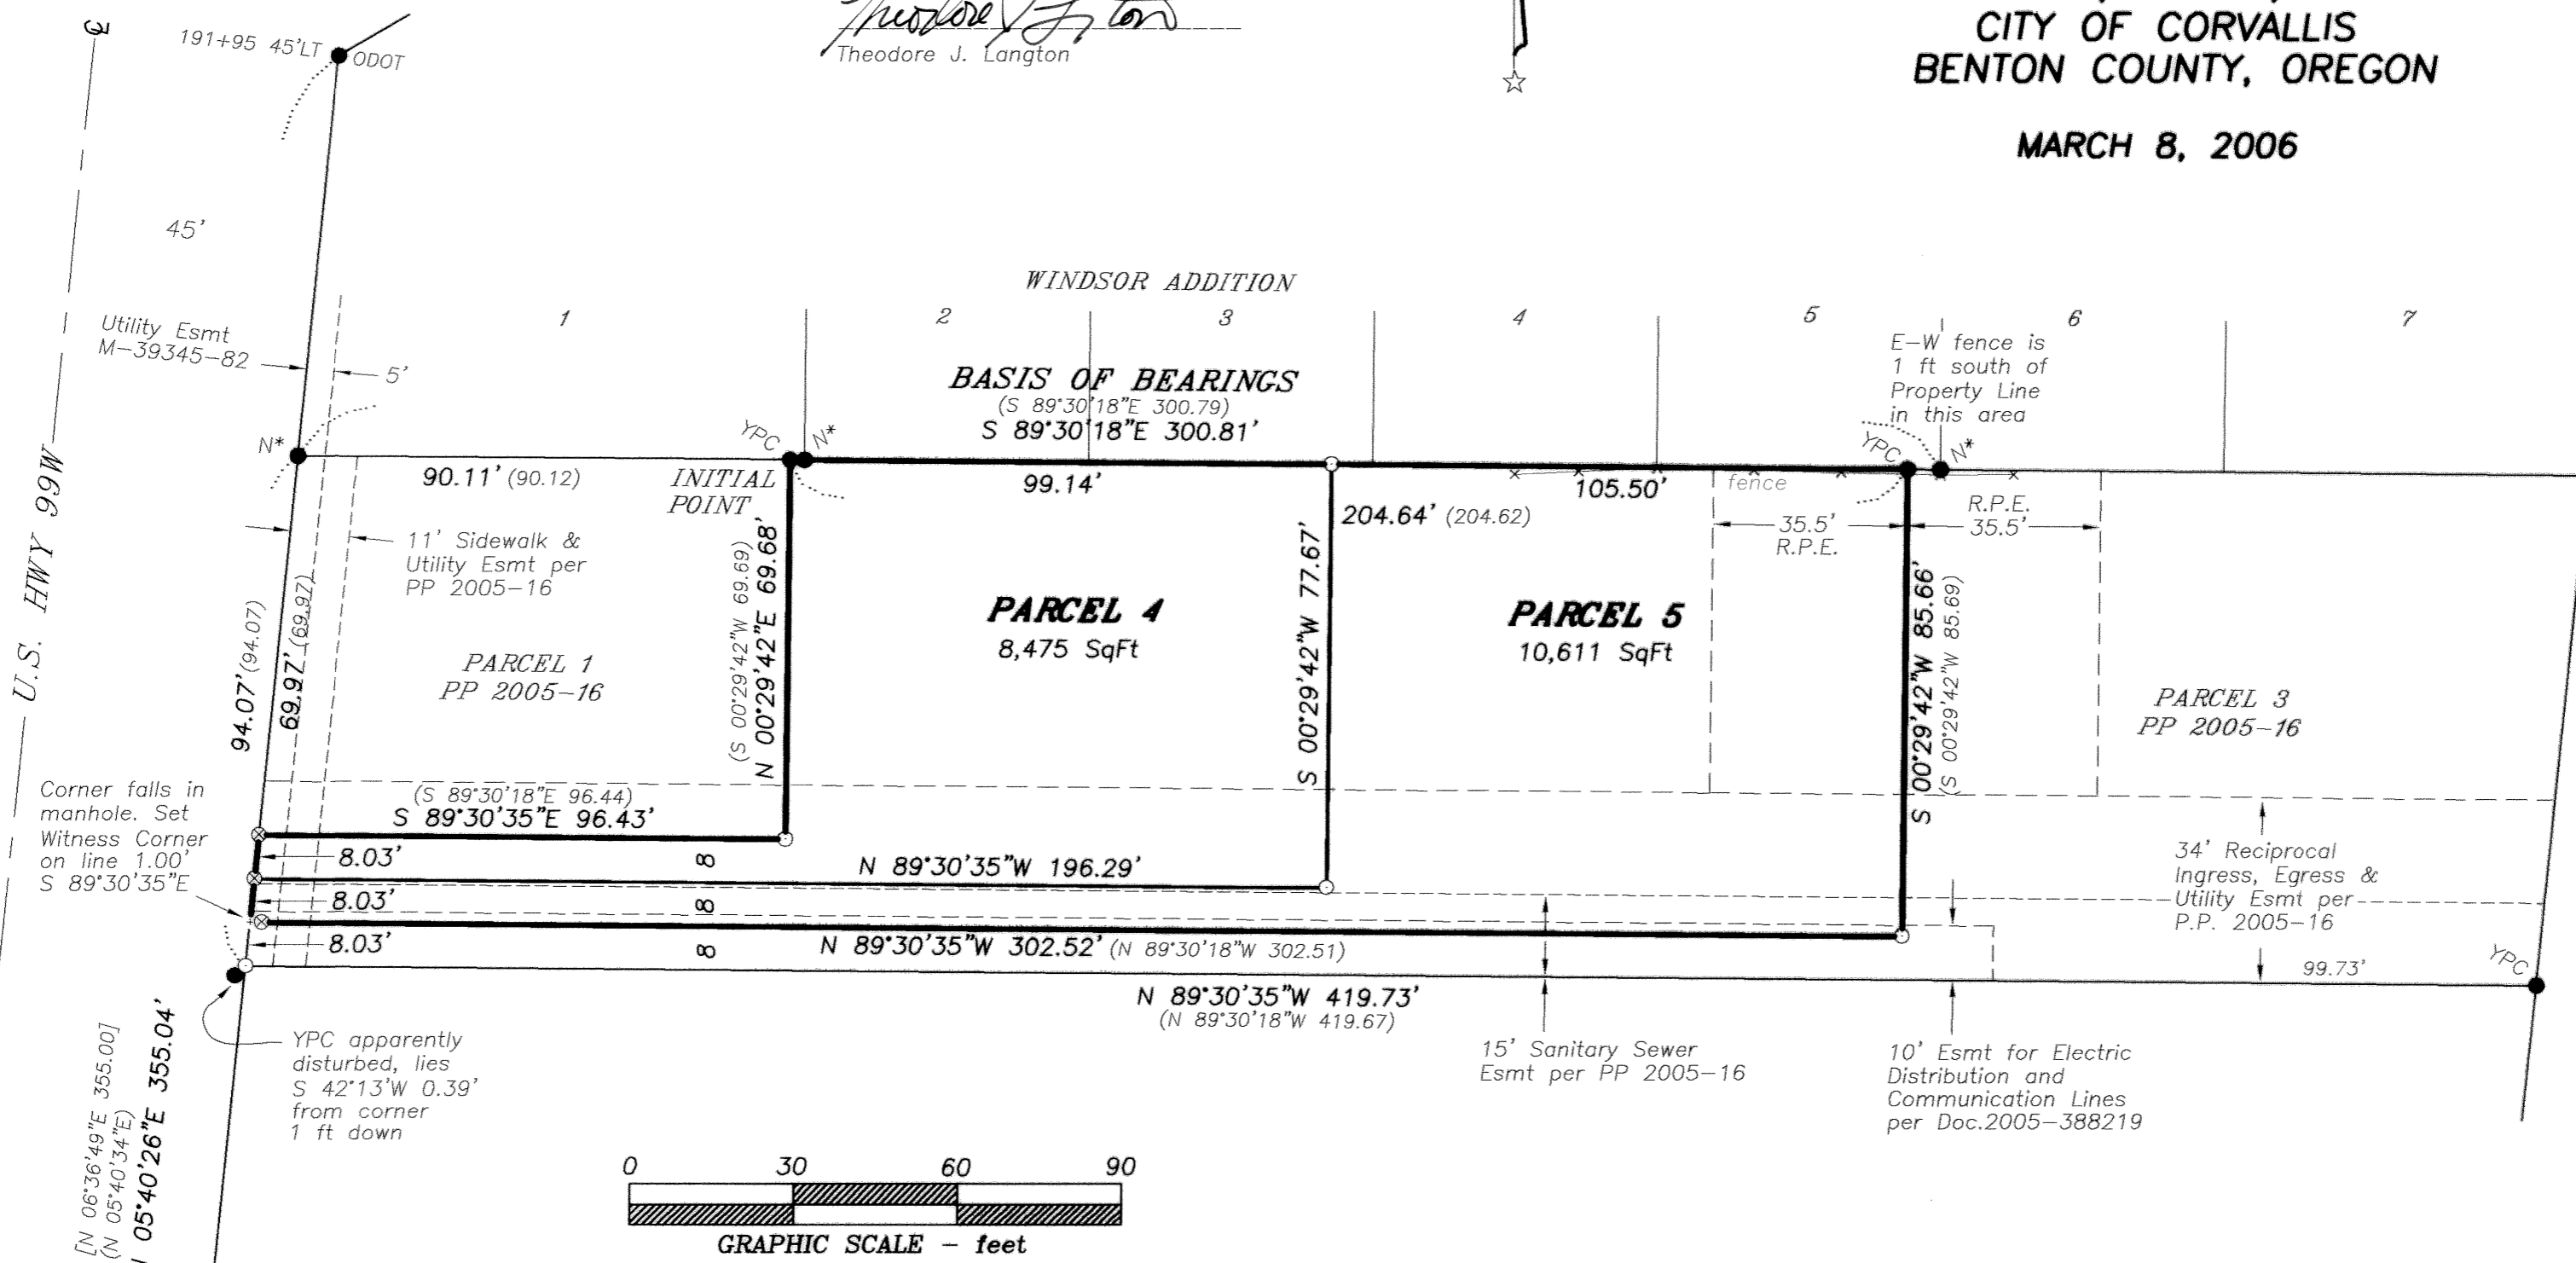 CITY OF CORVALLIS
BENTON COUNTY, OREGON
MARCH 8, 2006
Theodore J. Langton
191+95 45'LT
ODOT
45'
U.S. HWY 99W
Utility Esmt
M-39345-82
5'
WINDSOR ADDITION
1
2
3
4
5
6
7
BASIS OF BEARINGS
(S 89°30'18"E 300.79)
S 89°30'18"E 300.81'
E-W fence is
1 ft south of
Property Line
in this area
N*
YPC
N*
YPC
N*
90.11' (90.12)
INITIAL
POINT
99.14'
105.50'
fence
204.64' (204.62)
35.5'
R.P.E.
R.P.E.
35.5'
11' Sidewalk &
Utility Esmt per
PP 2005-16
94.07' (94.07)
69.97' (69.97)
(S 00°29'42"W 69.69)
N 00°29'42"E 69.68'
S 00°29'42"W 77.67'
S 00°29'42"W 85.66'
(S 00°29'42"W 85.69)
PARCEL 1
PP 2005-16
PARCEL 4
8,475 SqFt
PARCEL 5
10,611 SqFt
PARCEL 3
PP 2005-16
Corner falls in
manhole. Set
Witness Corner
on line 1.00'
S 89°30'35"E
(S 89°30'18"E 96.44)
S 89°30'35"E 96.43'
8.03'
8
N 89°30'35"W 196.29'
8.03'
8
8.03'
8
N 89°30'35"W 302.52' (N 89°30'18"W 302.51)
34' Reciprocal
Ingress, Egress &
Utility Esmt per
P.P. 2005-16
99.73'
YPC
N 89°30'35"W 419.73'
(N 89°30'18"W 419.67)
15' Sanitary Sewer
Esmt per PP 2005-16
10' Esmt for Electric
Distribution and
Communication Lines
per Doc.2005-388219
YPC apparently
disturbed, lies
S 42°13'W 0.39'
from corner
1 ft down
[N 06°36'49"E 355.00]
(N 05°40'34"E)
05°40'26"E 355.04'
0 30 60 90
GRAPHIC SCALE - feet